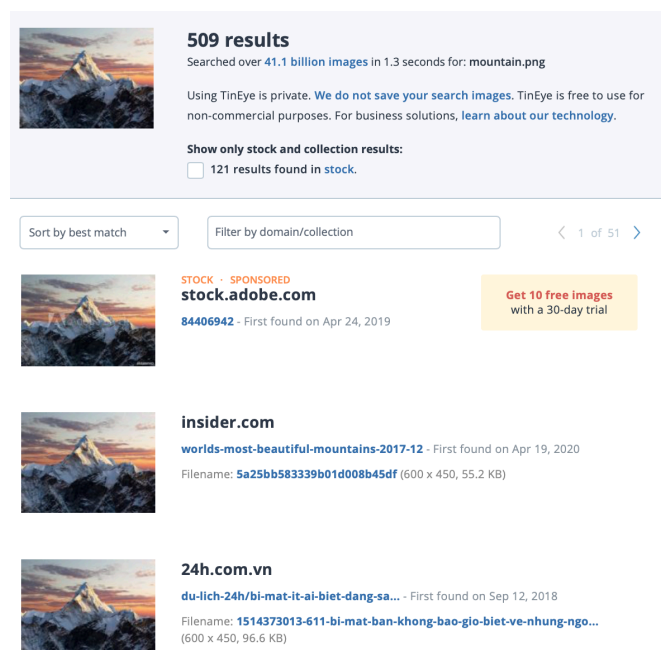 509 results
Searched over 41.1 billion images in 1.3 seconds for: mountain.png
Using TinEye is private. We do not save your search images. TinEye is free to use for
non-commercial purposes. For business solutions, learn about our technology.
Show only stock and collection results:
121 results found in stock.
Sort by best match
Filter by domain/collection
1 of 51
STOCK · SPONSORED
stock.adobe.com
84406942 - First found on Apr 24, 2019
Get 10 free images
with a 30-day trial
insider.com
worlds-most-beautiful-mountains-2017-12 - First found on Apr 19, 2020
Filename: 5a25bb583339b01d008b45df (600 x 450, 55.2 KB)
24h.com.vn
du-lich-24h/bi-mat-it-ai-biet-dang-sa... - First found on Sep 12, 2018
Filename: 1514373013-611-bi-mat-ban-khong-bao-gio-biet-ve-nhung-ngo...
(600 x 450, 96.6 KB)